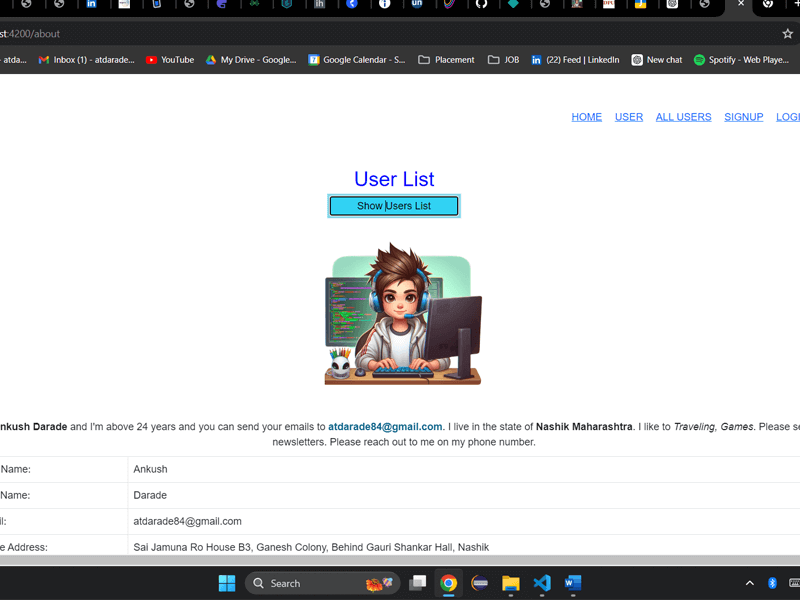 st:4200/about
atda...
Inbox (1) - atdarade...
YouTube
My Drive - Google...
Google Calendar - S...
Placement
JOB
(22) Feed | LinkedIn
New chat
Spotify - Web Playe...
HOME USER ALL USERS SIGNUP LOGI
User List
Show Users List
nkush Darade and I'm above 24 years and you can send your emails to atdarade84@gmail.com. I live in the state of Nashik Maharashtra. I like to Traveling, Games. Please se
newsletters. Please reach out to me on my phone number.
Name: Ankush
Name: Darade
il: atdarade84@gmail.com
e Address: Sai Jamuna Ro House B3, Ganesh Colony, Behind Gauri Shankar Hall, Nashik
Search